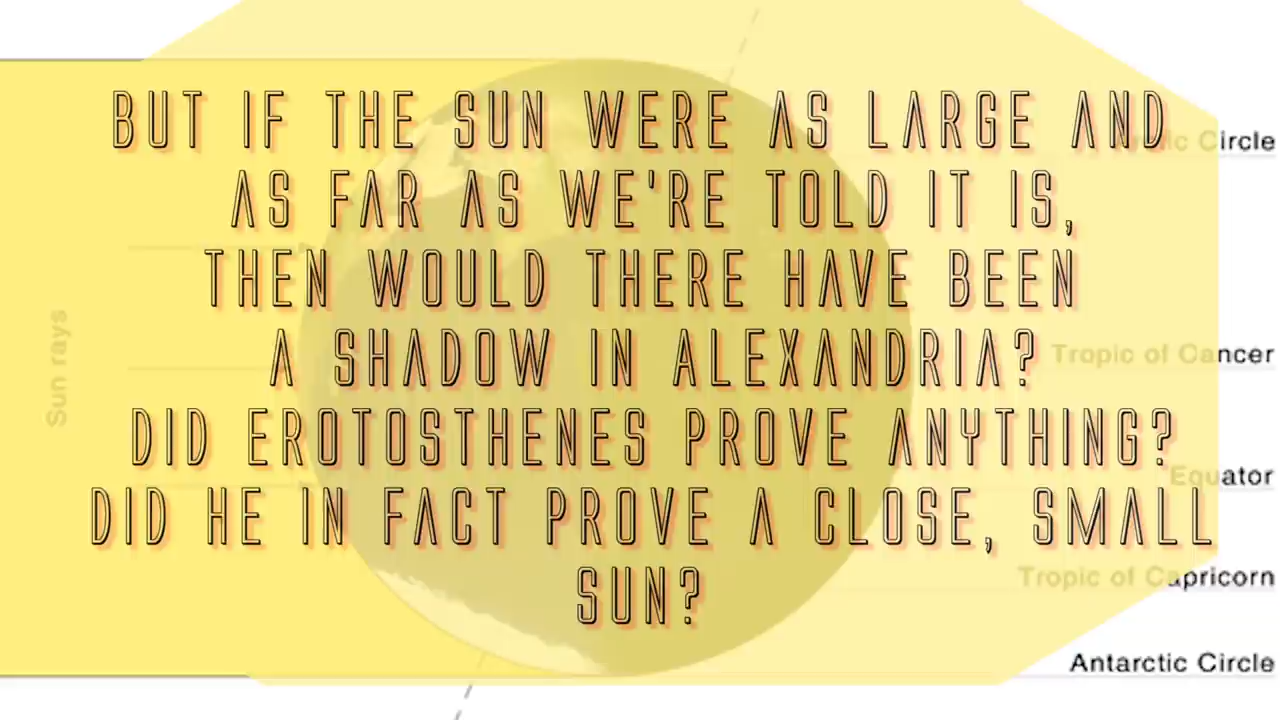 BUT IF THE SUN WERE AS LARGE AND
AS FAR AS WE'RE TOLD IT IS,
THEN WOULD THERE HAVE BEEN
A SHADOW IN ALEXANDRIA?
DID EROTOSTHENES PROVE ANYTHING?
DID HE IN FACT PROVE A CLOSE, SMALL
SUN?
Sun rays
Arctic Circle
Tropic of Cancer
Equator
Tropic of Capricorn
Antarctic Circle